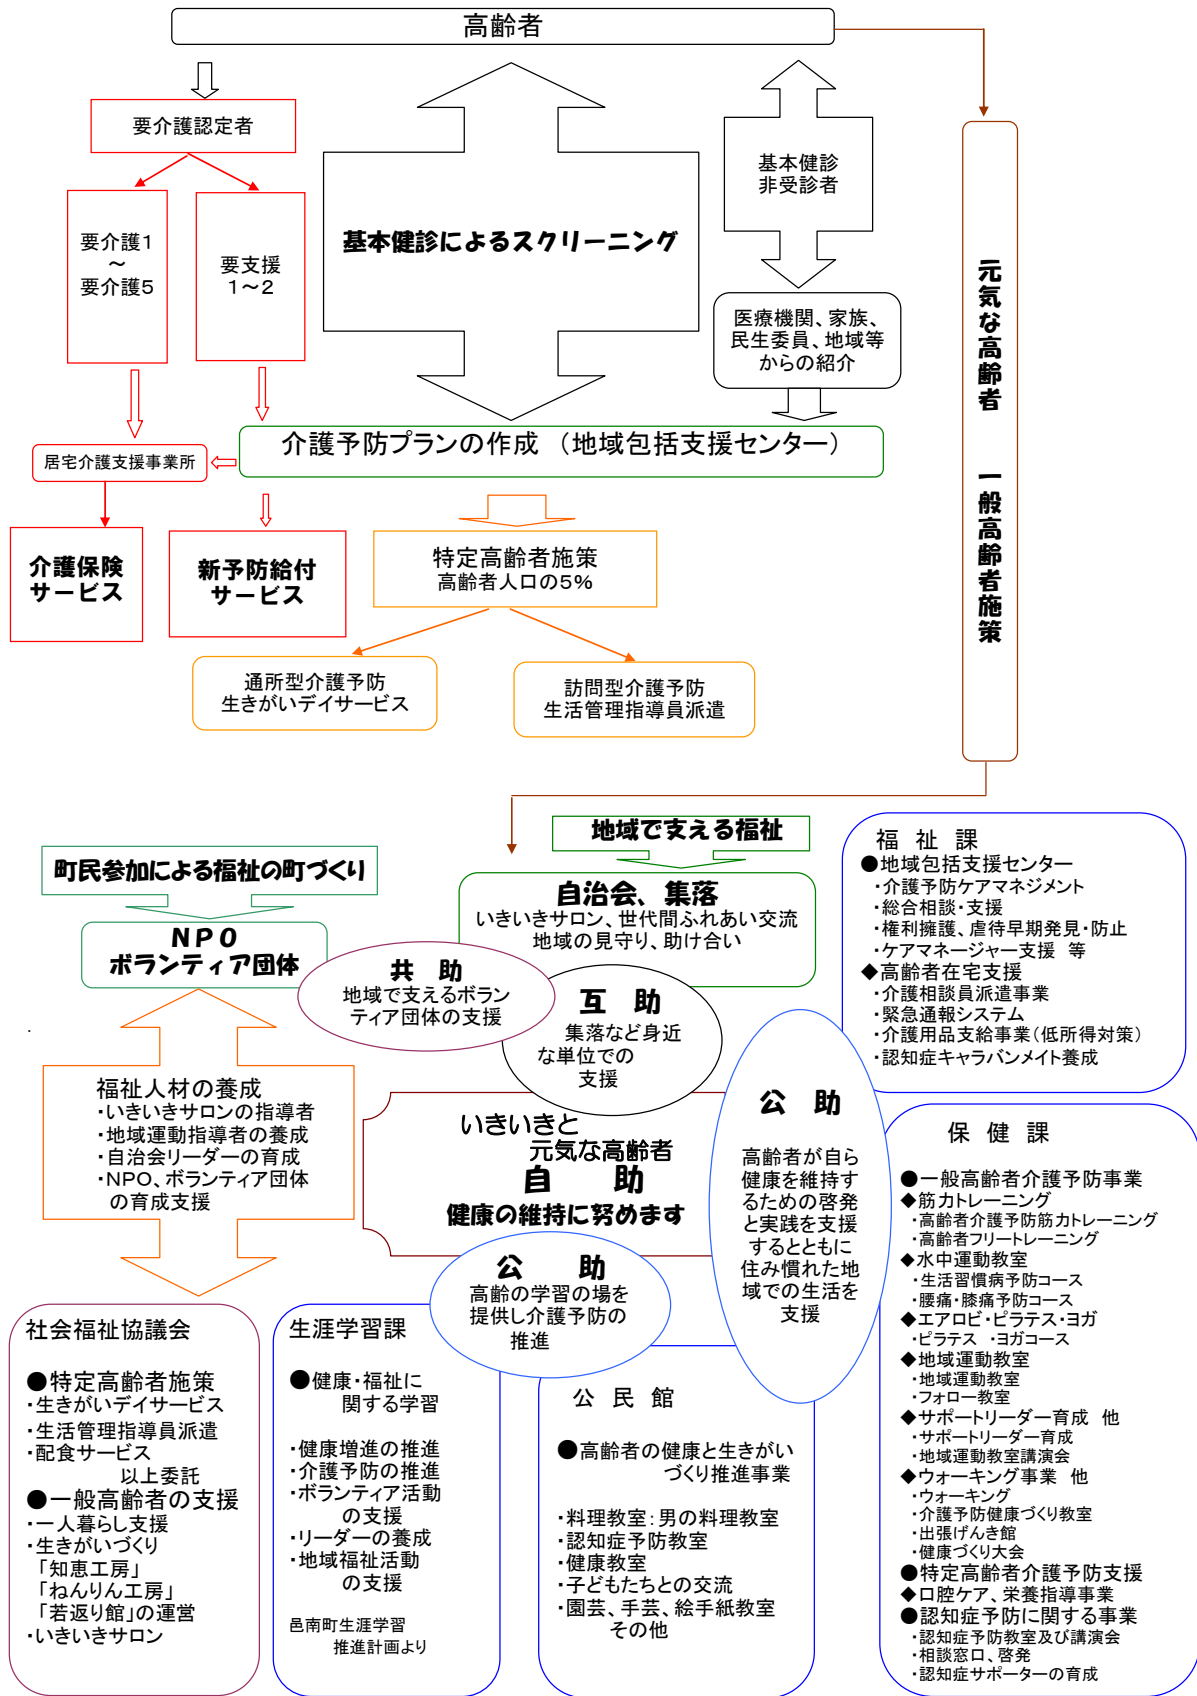 高齢者
要介護認定者
要介護1
～
要介護5
要支援
1～2
基本健診によるスクリーニング
基本健診
非受診者
医療機関、家族、
民生委員、地域等
からの紹介
元気な高齢者　一般高齢者施策
居宅介護支援事業所
介護予防プランの作成 （地域包括支援センター）
介護保険
サービス
新予防給付
サービス
特定高齢者施策
高齢者人口の5%
通所型介護予防
生きがいデイサービス
訪問型介護予防
生活管理指導員派遣
地域で支える福祉
町民参加による福祉の町づくり
自治会、集落
いきいきサロン、世代間ふれあい交流
地域の見守り、助け合い
NPO
ボランティア団体
共　助
地域で支えるボラン
ティア団体の支援
互　助
集落など身近
な単位での
支援
福 祉 課
●地域包括支援センター
・介護予防ケアマネジメント
・総合相談・支援
・権利擁護、虐待早期発見・防止
・ケアマネージャー支援 等
◆高齢者在宅支援
・介護相談員派遣事業
・緊急通報システム
・介護用品支給事業（低所得対策）
・認知症キャラバンメイト養成
福祉人材の養成
・いきいきサロンの指導者
・地域運動指導者の養成
・自治会リーダーの育成
・NPO、ボランティア団体
の育成支援
いきいきと
元気な高齢者
自　助
健康の維持に努めます
公　助
高齢者が自ら
健康を維持す
るための啓発
と実践を支援
するとともに
住み慣れた地
域での生活を
支援
公　助
高齢の学習の場を
提供し介護予防の
推進
保 健 課
●一般高齢者介護予防事業
◆筋力トレーニング
・高齢者介護予防筋力トレーニング
・高齢者フリートレーニング
◆水中運動教室
・生活習慣病予防コース
・腰痛・膝痛予防コース
◆エアロビ・ピラテス・ヨガ
・ピラテス ・ヨガコース
◆地域運動教室
・地域運動教室
・フォロー教室
◆サポートリーダー育成 他
・サポートリーダー育成
・地域運動教室講演会
◆ウォーキング事業 他
・ウォーキング
・介護予防健康づくり教室
・出張げんき館
・健康づくり大会
●特定高齢者介護予防支援
◆口腔ケア、栄養指導事業
●認知症予防に関する事業
・認知症予防教室及び講演会
・相談窓口、啓発
・認知症サポーターの育成
社会福祉協議会
●特定高齢者施策
・生きがいデイサービス
・生活管理指導員派遣
・配食サービス
以上委託
●一般高齢者の支援
・一人暮らし支援
・生きがいづくり
「知恵工房」
「ねんりん工房」
「若返り館」の運営
・いきいきサロン
生涯学習課
●健康・福祉に
関する学習
・健康増進の推進
・介護予防の推進
・ボランティア活動
の支援
・リーダーの養成
・地域福祉活動
の支援
邑南町生涯学習
推進計画より
公 民 館
●高齢者の健康と生きがい
づくり推進事業
・料理教室：男の料理教室
・認知症予防教室
・健康教室
・子どもたちとの交流
・園芸、手芸、絵手紙教室
その他